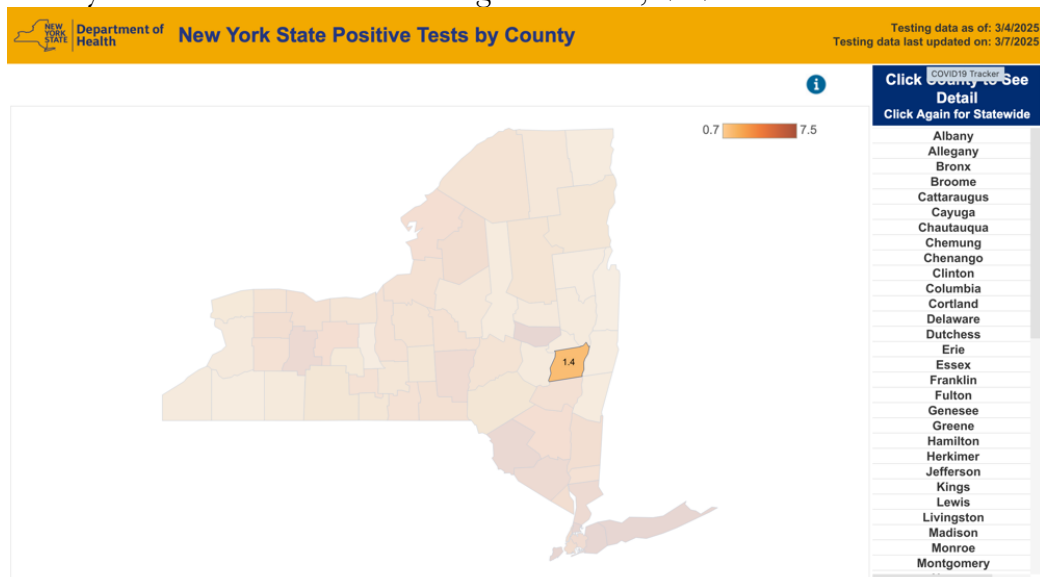 NEW
YORK
STATE
Department of
Health
New York State Positive Tests by County
Testing data as of: 3/4/2025
Testing data last updated on: 3/7/2025
i
COVID19 Tracker
Click County to See
Detail
Click Again for Statewide
0.7
7.5
1.4
Albany
Allegany
Bronx
Broome
Cattaraugus
Cayuga
Chautauqua
Chemung
Chenango
Clinton
Columbia
Cortland
Delaware
Dutchess
Erie
Essex
Franklin
Fulton
Genesee
Greene
Hamilton
Herkimer
Jefferson
Kings
Lewis
Livingston
Madison
Monroe
Montgomery